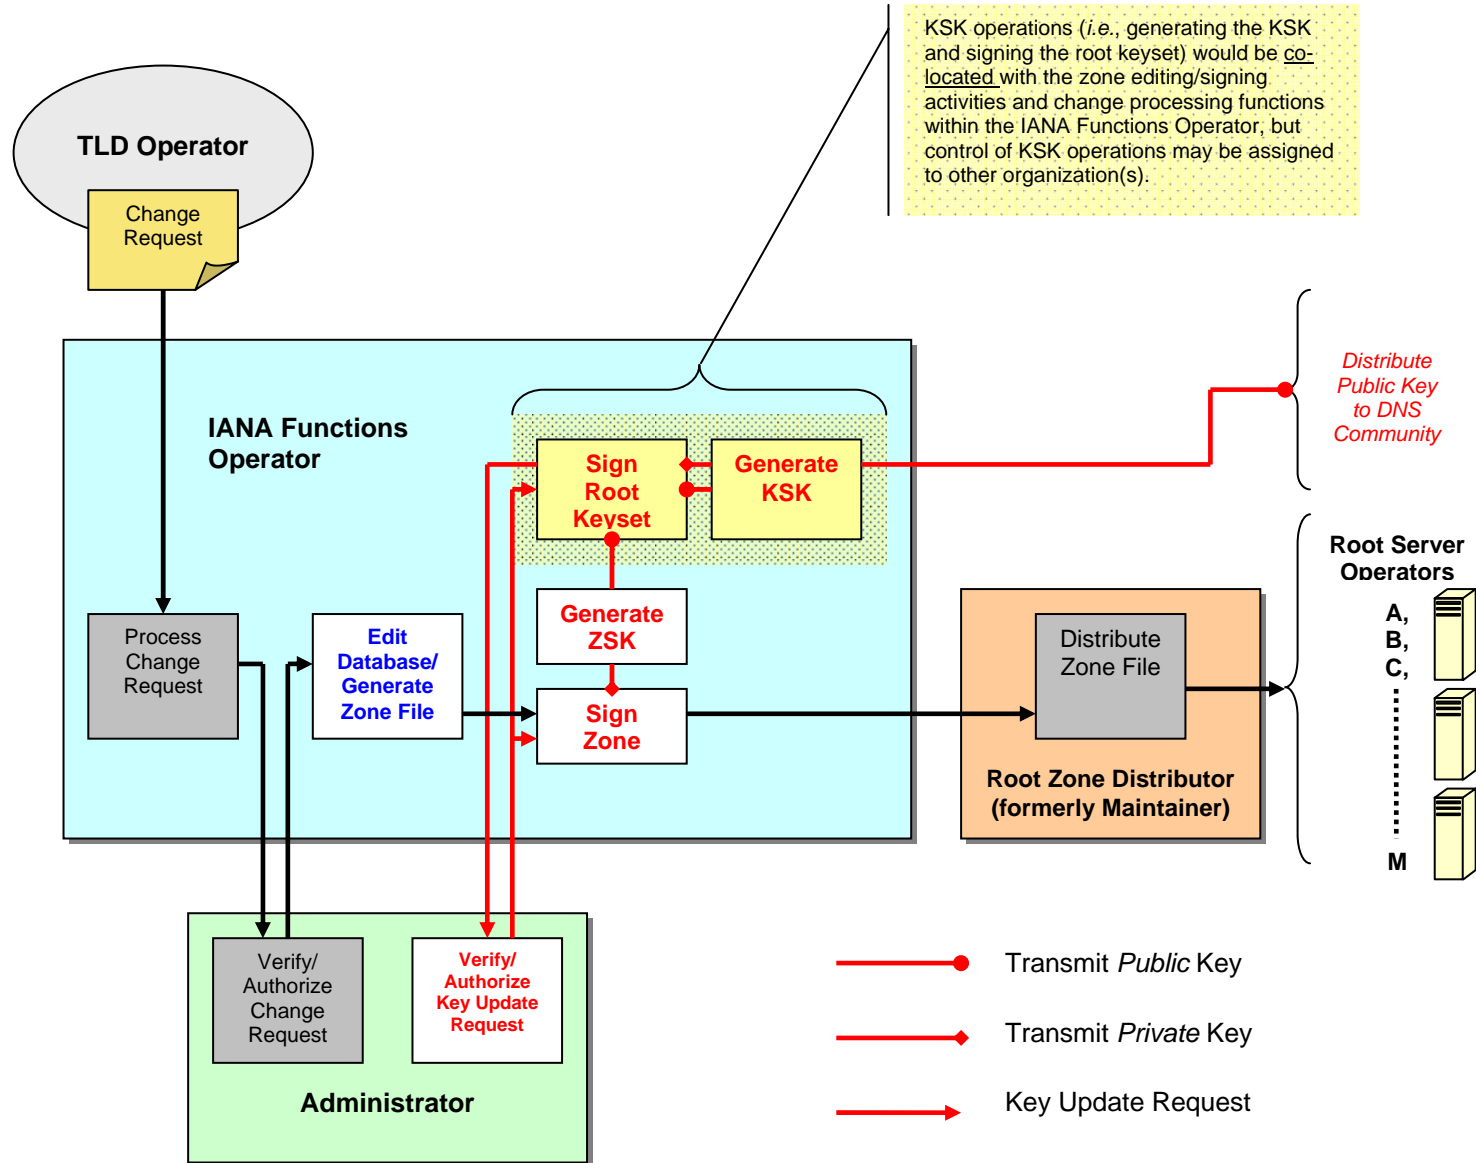 KSK operations (i.e., generating the KSK
and signing the root keyset) would be co-
located with the zone editing/signing
activities and change processing functions
within the IANA Functions Operator, but
control of KSK operations may be assigned
to other organization(s).
TLD Operator
Change
Request
Distribute
Public Key
to DNS
Community
IANA Functions
Operator
Sign
Root
Keyset
Generate
KSK
Root Server
Operators
A,
B,
C,
M
Generate
ZSK
Process
Change
Request
Edit
Database/
Generate
Zone File
Sign
Zone
Distribute
Zone File
Root Zone Distributor
(formerly Maintainer)
Verify/
Authorize
Change
Request
Verify/
Authorize
Key Update
Request
Administrator
Transmit Public Key
Transmit Private Key
Key Update Request